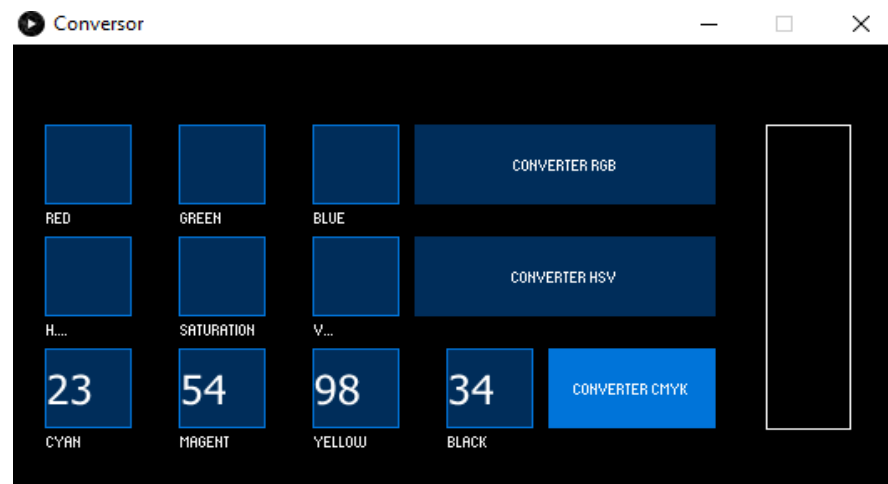 Conversor
CONVERTER RGB
RED GREEN BLUE
CONVERTER HSV
H.... SATURATION V...
23 54 98 34 CONVERTER CMYK
CYAN MAGENT YELLOW BLACK